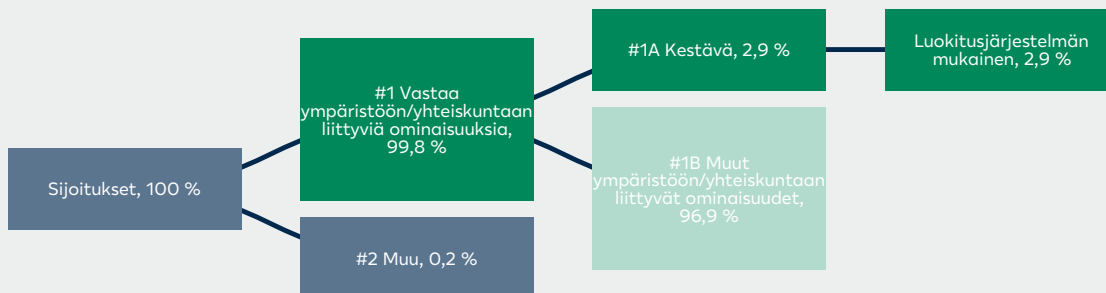 Sijoitukset, 100 %
#1 Vastaa
ympäristöön/yhteiskuntaan
liittyviä ominaisuuksia,
99,8 %
#2 Muu, 0,2 %
#1A Kestävä, 2,9 %
#1B Muut
ympäristöön/yhteiskuntaan
liittyvät ominaisuudet,
96,9 %
Luokitusjärjestelmän
mukainen, 2,9 %